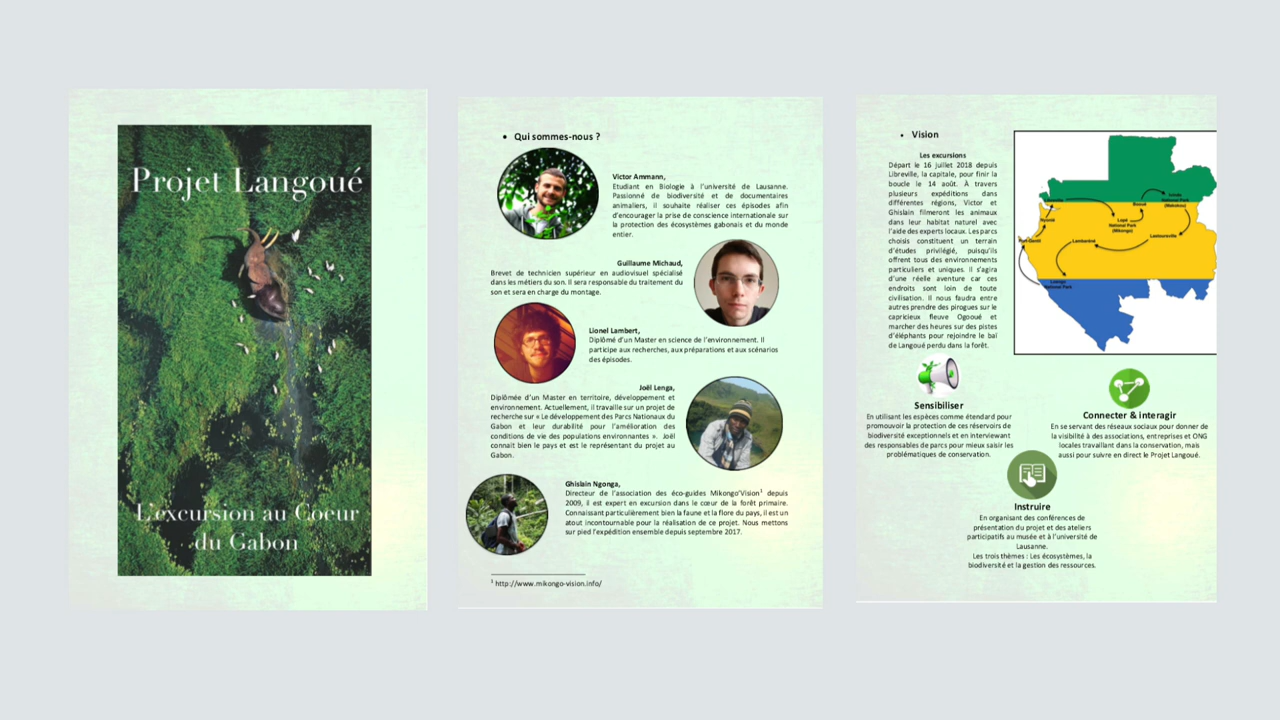 Projet Langoué
L'excursion au Coeur
du Gabon
• Qui sommes-nous ?
Victor Ammann,
Etudiant en Biologie à l'université de Lausanne.
Passionné de biodiversité et de documentaires
animaliers, il souhaite réaliser ces épisodes afin
d'encourager la prise de conscience internationale sur
la protection des écosystèmes gabonais et du monde
entier.
Guillaume Michaud,
Brevet de technicien supérieur en audiovisuel spécialisé
dans les métiers du son. Il sera responsable du traitement du
son et sera en charge du montage.
Lionel Lambert,
Diplômé d'un Master en science de l'environnement. Il
participe aux recherches, aux préparations et aux scénarios
des épisodes.
Joël Lenga,
Diplômée d'un Master en territoire, développement et
environnement. Actuellement, il travaille sur un projet de
recherche sur « Le développement des Parcs Nationaux du
Gabon et leur durabilité pour l'amélioration des
conditions de vie des populations environnantes ». Joël
connait bien le pays et est le représentant du projet au
Gabon.
Ghislain Ngonga,
Directeur de l'association des éco-guides Mikongo'Vision¹ depuis
2009, il est expert en excursion dans le cœur de la forêt primaire.
Connaissant particulièrement bien la faune et la flore du pays, il est un
atout incontournable pour la réalisation de ce projet. Nous mettons
sur pied l'expédition ensemble depuis septembre 2017.
¹ http://www.mikongo-vision.info/
• Vision
Les excursions
Départ le 16 juillet 2018 depuis
Libreville, la capitale, pour finir la
boucle le 14 août. À travers
plusieurs expéditions dans
différentes régions, Victor et
Ghislain filmeront les animaux
dans leur habitat naturel avec
l'aide des experts locaux. Les parcs
choisis constituent un terrain
d'études privilégié, puisqu'ils
offrent tous des environnements
particuliers et uniques. Il s'agira
d'une réelle aventure car ces
endroits sont loin de toute
civilisation. Il nous faudra entre
autres prendre des pirogues sur le
capricieux fleuve Ogooué et
marcher des heures sur des pistes
d'éléphants pour rejoindre le baï
de Langoué perdu dans la forêt.
Libreville
Ivindo
National Park
(Makokou)
Booué
Lopé
National Park
(Mikongo)
Port-Gentil
Lambaréné
Lastourville
Loango
National Park
Sensibiliser
En utilisant les espèces comme étendard pour
promouvoir la protection de ces réservoirs de
biodiversité exceptionnels et en interviewant
des responsables de parcs pour mieux saisir les
problématiques de conservation.
Connecter & interagir
En se servant des réseaux sociaux pour donner de
la visibilité à des associations, entreprises et ONG
locales travaillant dans la conservation, mais
aussi pour suivre en direct le Projet Langoué.
Instruire
En organisant des conférences de
présentation du projet et des ateliers
participatifs au musée et à l'université de
Lausanne.
Les trois thèmes : Les écosystèmes, la
biodiversité et la gestion des ressources.